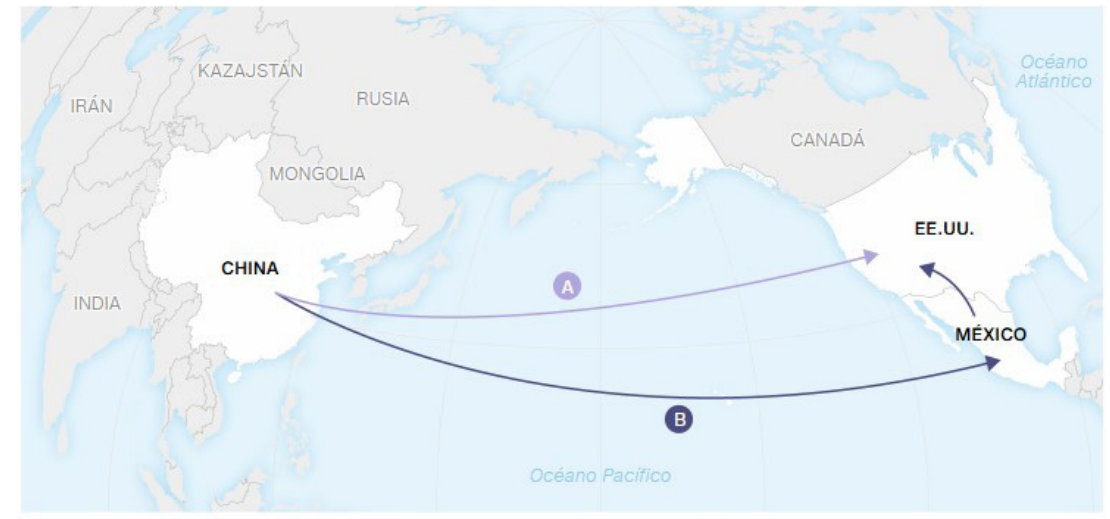 Océano
Atlántico
KAZAJSTÁN
IRÁN
RUSIA
CANADÁ
MONGOLIA
EE.UU.
CHINA
A
INDIA
MÉXICO
B
Océano Pacífico